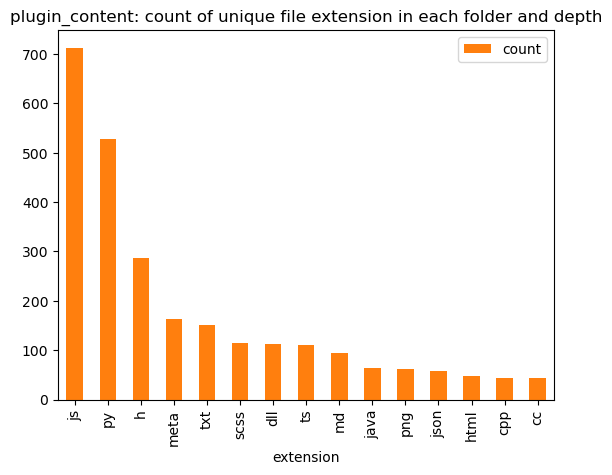 plugin_content: count of unique file extension in each folder and depth
count
700
600
500
400
300
200
100
0
js
py
h
meta
txt
scss
dll
ts
md
java
png
json
html
cpp
cc
extension